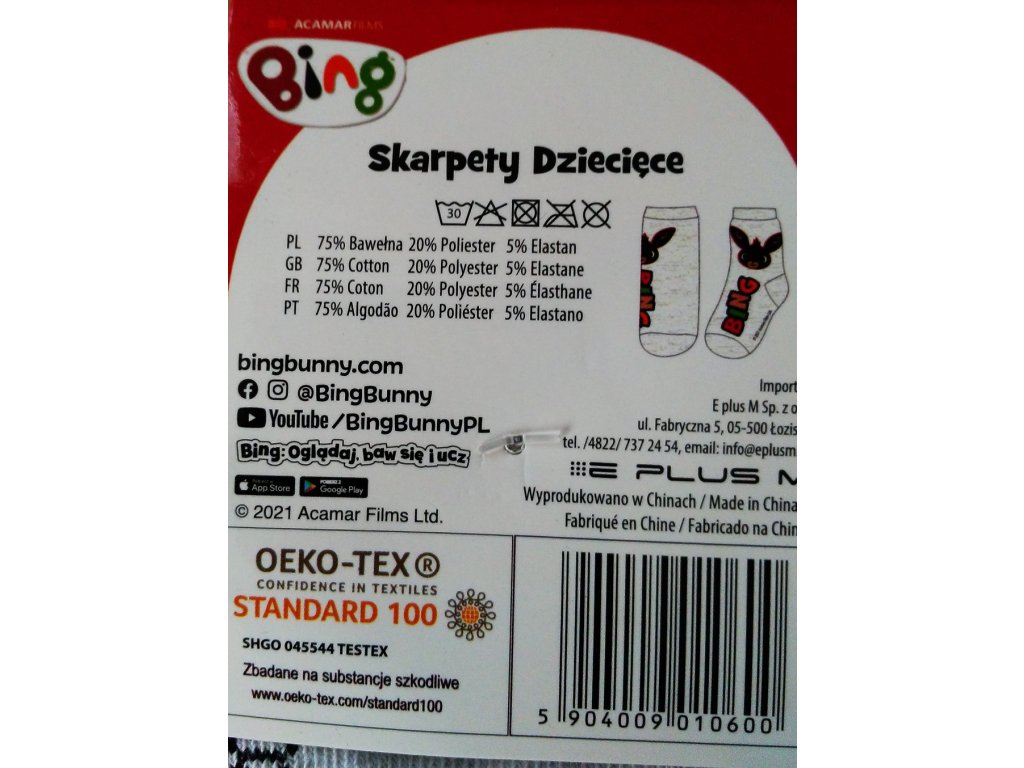 ACAMARFILMS
Bing
Skarpety Dziecięce
30
PL 75% Bawełna 20% Poliester 5% Elastan
GB 75% Cotton 20% Polyester 5% Elastane
FR 75% Coton 20% Polyester 5% Élasthane
PT 75% Algodão 20% Poliéster 5% Elastano
BING
BING
bingbunny.com
@BingBunny
YouTube /BingBunnyPL
Bing: Oglądaj, baw się i ucz
App Store
POBIERZ Z Google Play
© 2021 Acamar Films Ltd.
Import
E plus M Sp. z o
ul. Fabryczna 5, 05-500 Łozis
tel. /4822/ 737 24 54, email: info@eplusm
E PLUS M
Wyprodukowano w Chinach / Made in China
Fabriqué en Chine / Fabricado na Chin
OEKO-TEX®
CONFIDENCE IN TEXTILES
STANDARD 100
SHGO 045544 TESTEX
Zbadane na substancje szkodliwe
www.oeko-tex.com/standard100
5 904009 010600